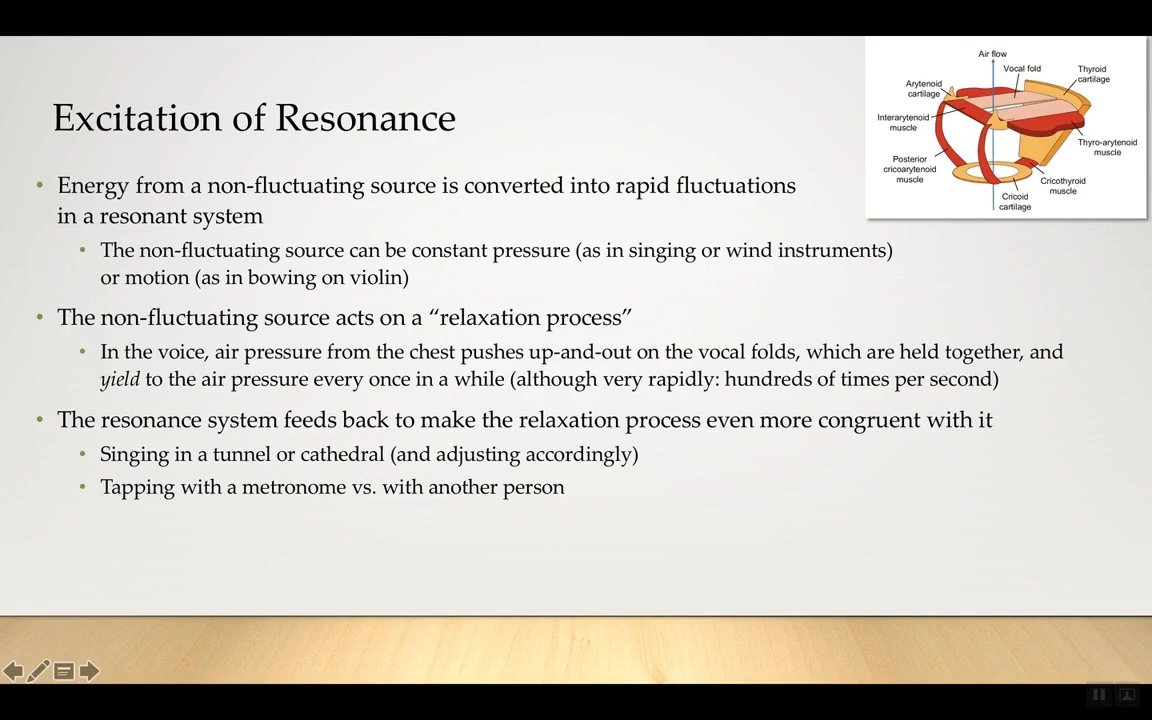 Excitation of Resonance
• Energy from a non-fluctuating source is converted into rapid fluctuations
in a resonant system
• The non-fluctuating source can be constant pressure (as in singing or wind instruments)
or motion (as in bowing on violin)
• The non-fluctuating source acts on a “relaxation process”
• In the voice, air pressure from the chest pushes up-and-out on the vocal folds, which are held together, and
yield to the air pressure every once in a while (although very rapidly: hundreds of times per second)
• The resonance system feeds back to make the relaxation process even more congruent with it
• Singing in a tunnel or cathedral (and adjusting accordingly)
• Tapping with a metronome vs. with another person
Air flow
Vocal fold
Thyroid
cartilage
Arytenoid
cartilage
Interarytenoid
muscle
Thyro-arytenoid
muscle
Posterior
cricoarytenoid
muscle
Cricothyroid
muscle
Cricoid
cartilage